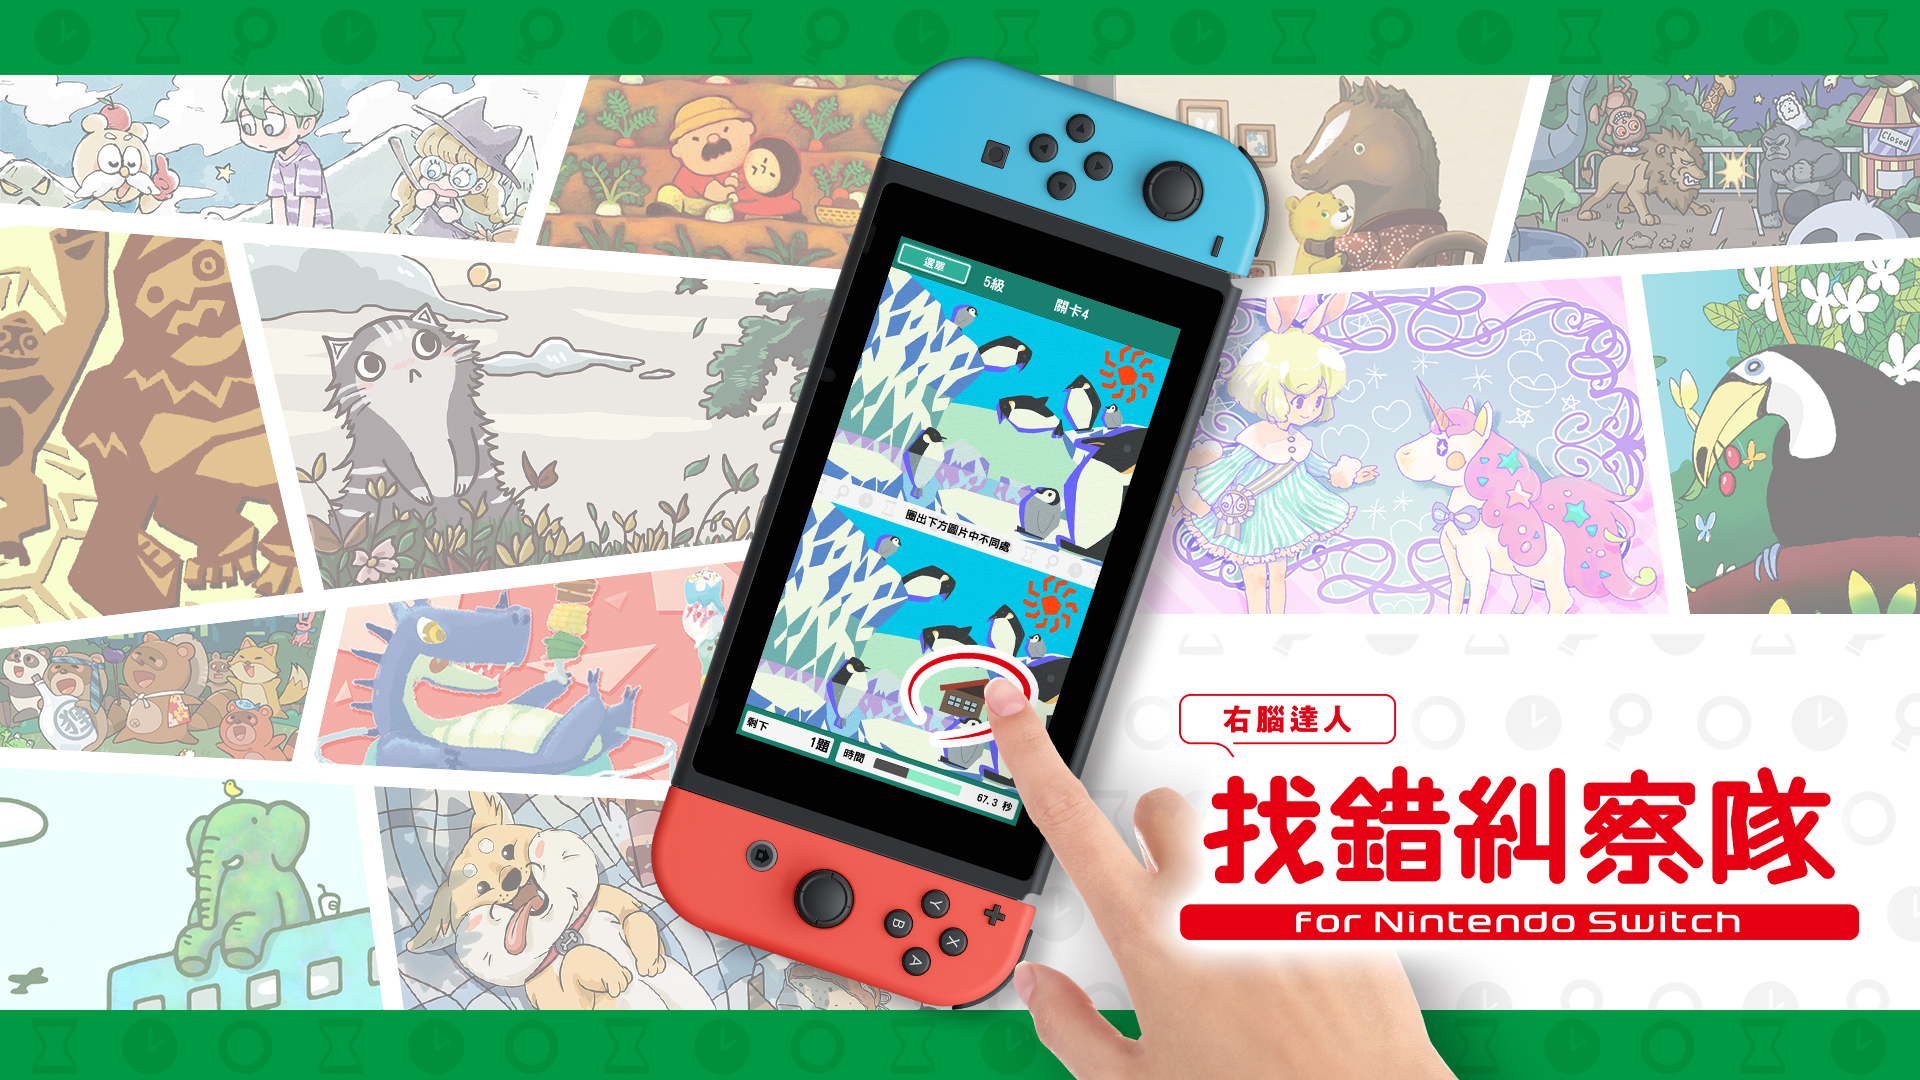 Closed
選單
5級
關卡4
圈出下方圖片中不同處
剩下
1題
時間
67.3 秒
Y
B
X
A
右腦達人
找錯糾察隊
for Nintendo Switch